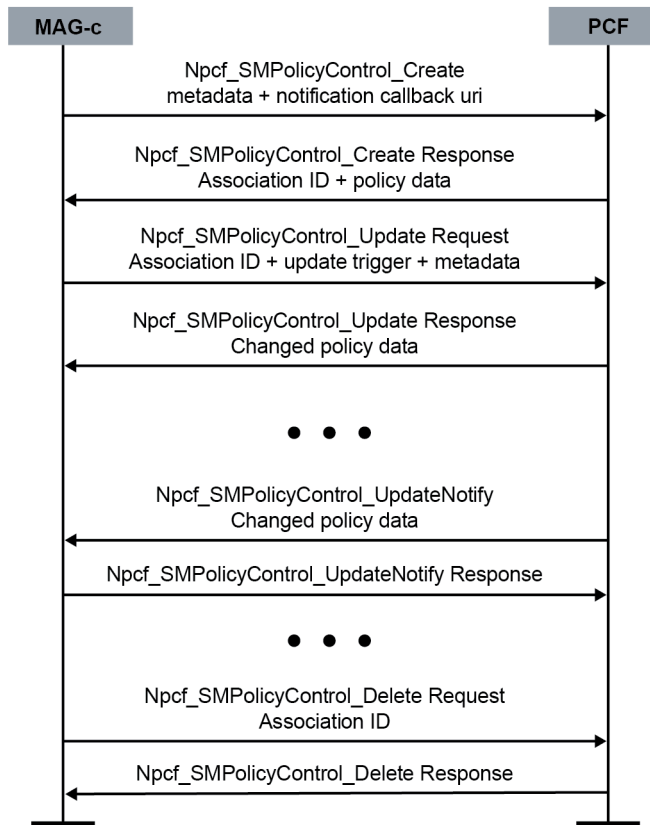 MAG-c
PCF
Npcf_SMPolicyControl_Create
metadata + notification callback uri
Npcf_SMPolicyControl_Create Response
Association ID + policy data
Npcf_SMPolicyControl_Update Request
Association ID + update trigger + metadata
Npcf_SMPolicyControl_Update Response
Changed policy data
Npcf_SMPolicyControl_UpdateNotify
Changed policy data
Npcf_SMPolicyControl_UpdateNotify Response
Npcf_SMPolicyControl_Delete Request
Association ID
Npcf_SMPolicyControl_Delete Response